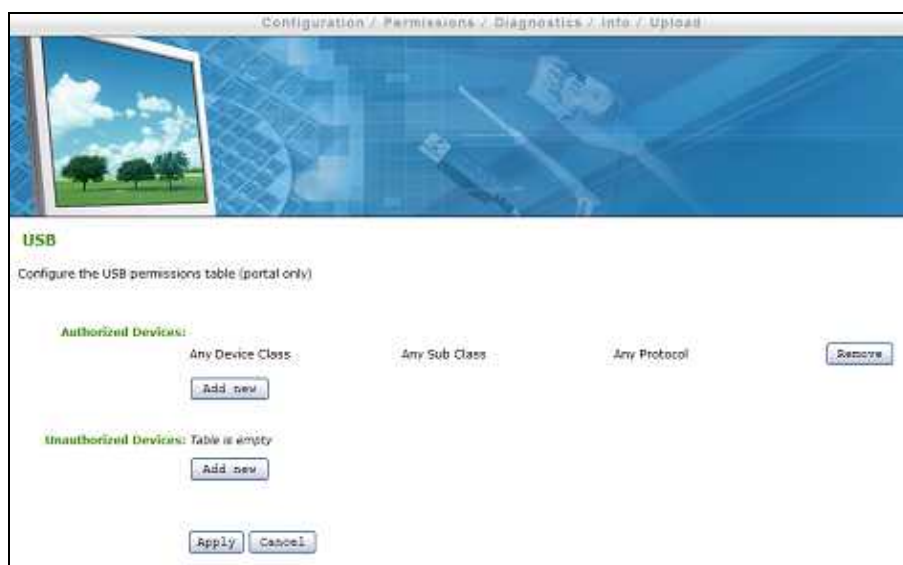 Configuration / Permissions / Diagnostics / Info / Upload
USB
Configure the USB permissions table (portal only)
Authorized Devices:
Any Device Class Any Sub Class Any Protocol Remove
Add new
Unauthorized Devices: Table is empty
Add new
Apply Cancel